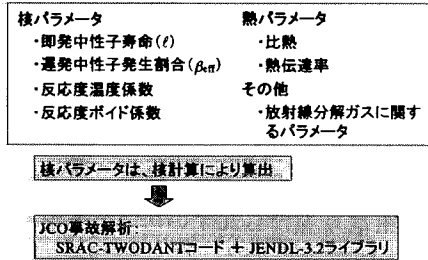 核パラメータ
・即発中性子寿命(ℓ)
・遅発中性子発生割合(βeff)
・反応度温度係数
・反応度ボイド係数
熱パラメータ
・比熱
・熱伝達率
その他
・放射線分解ガスに関す
るパラメータ
核パラメータは、核計算により算出
JCO事故解析:
SRAC-TWODANTコード + JENDL-3.2ライブラリ